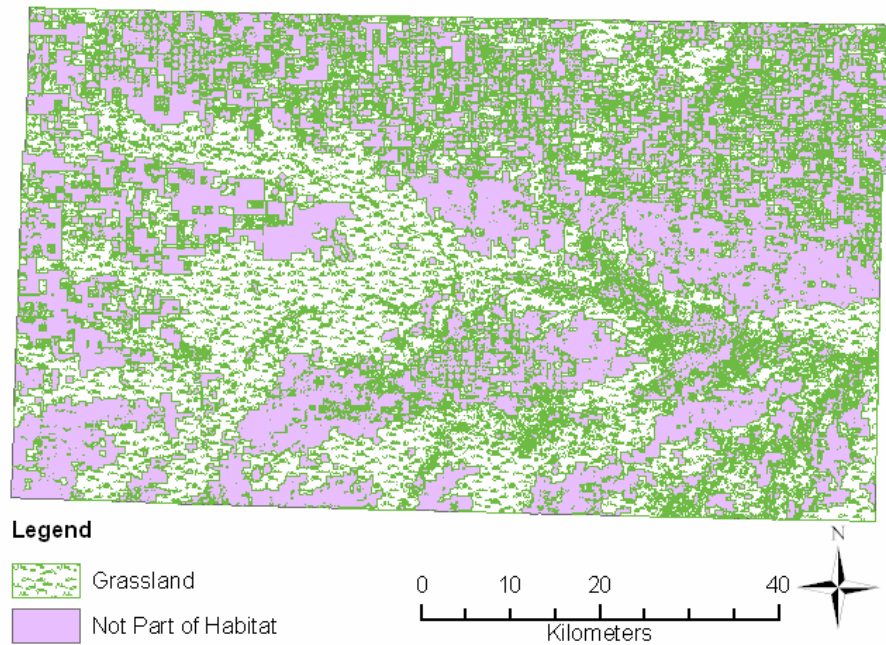 Legend
Grassland
Not Part of Habitat
0 10 20 40
Kilometers
N